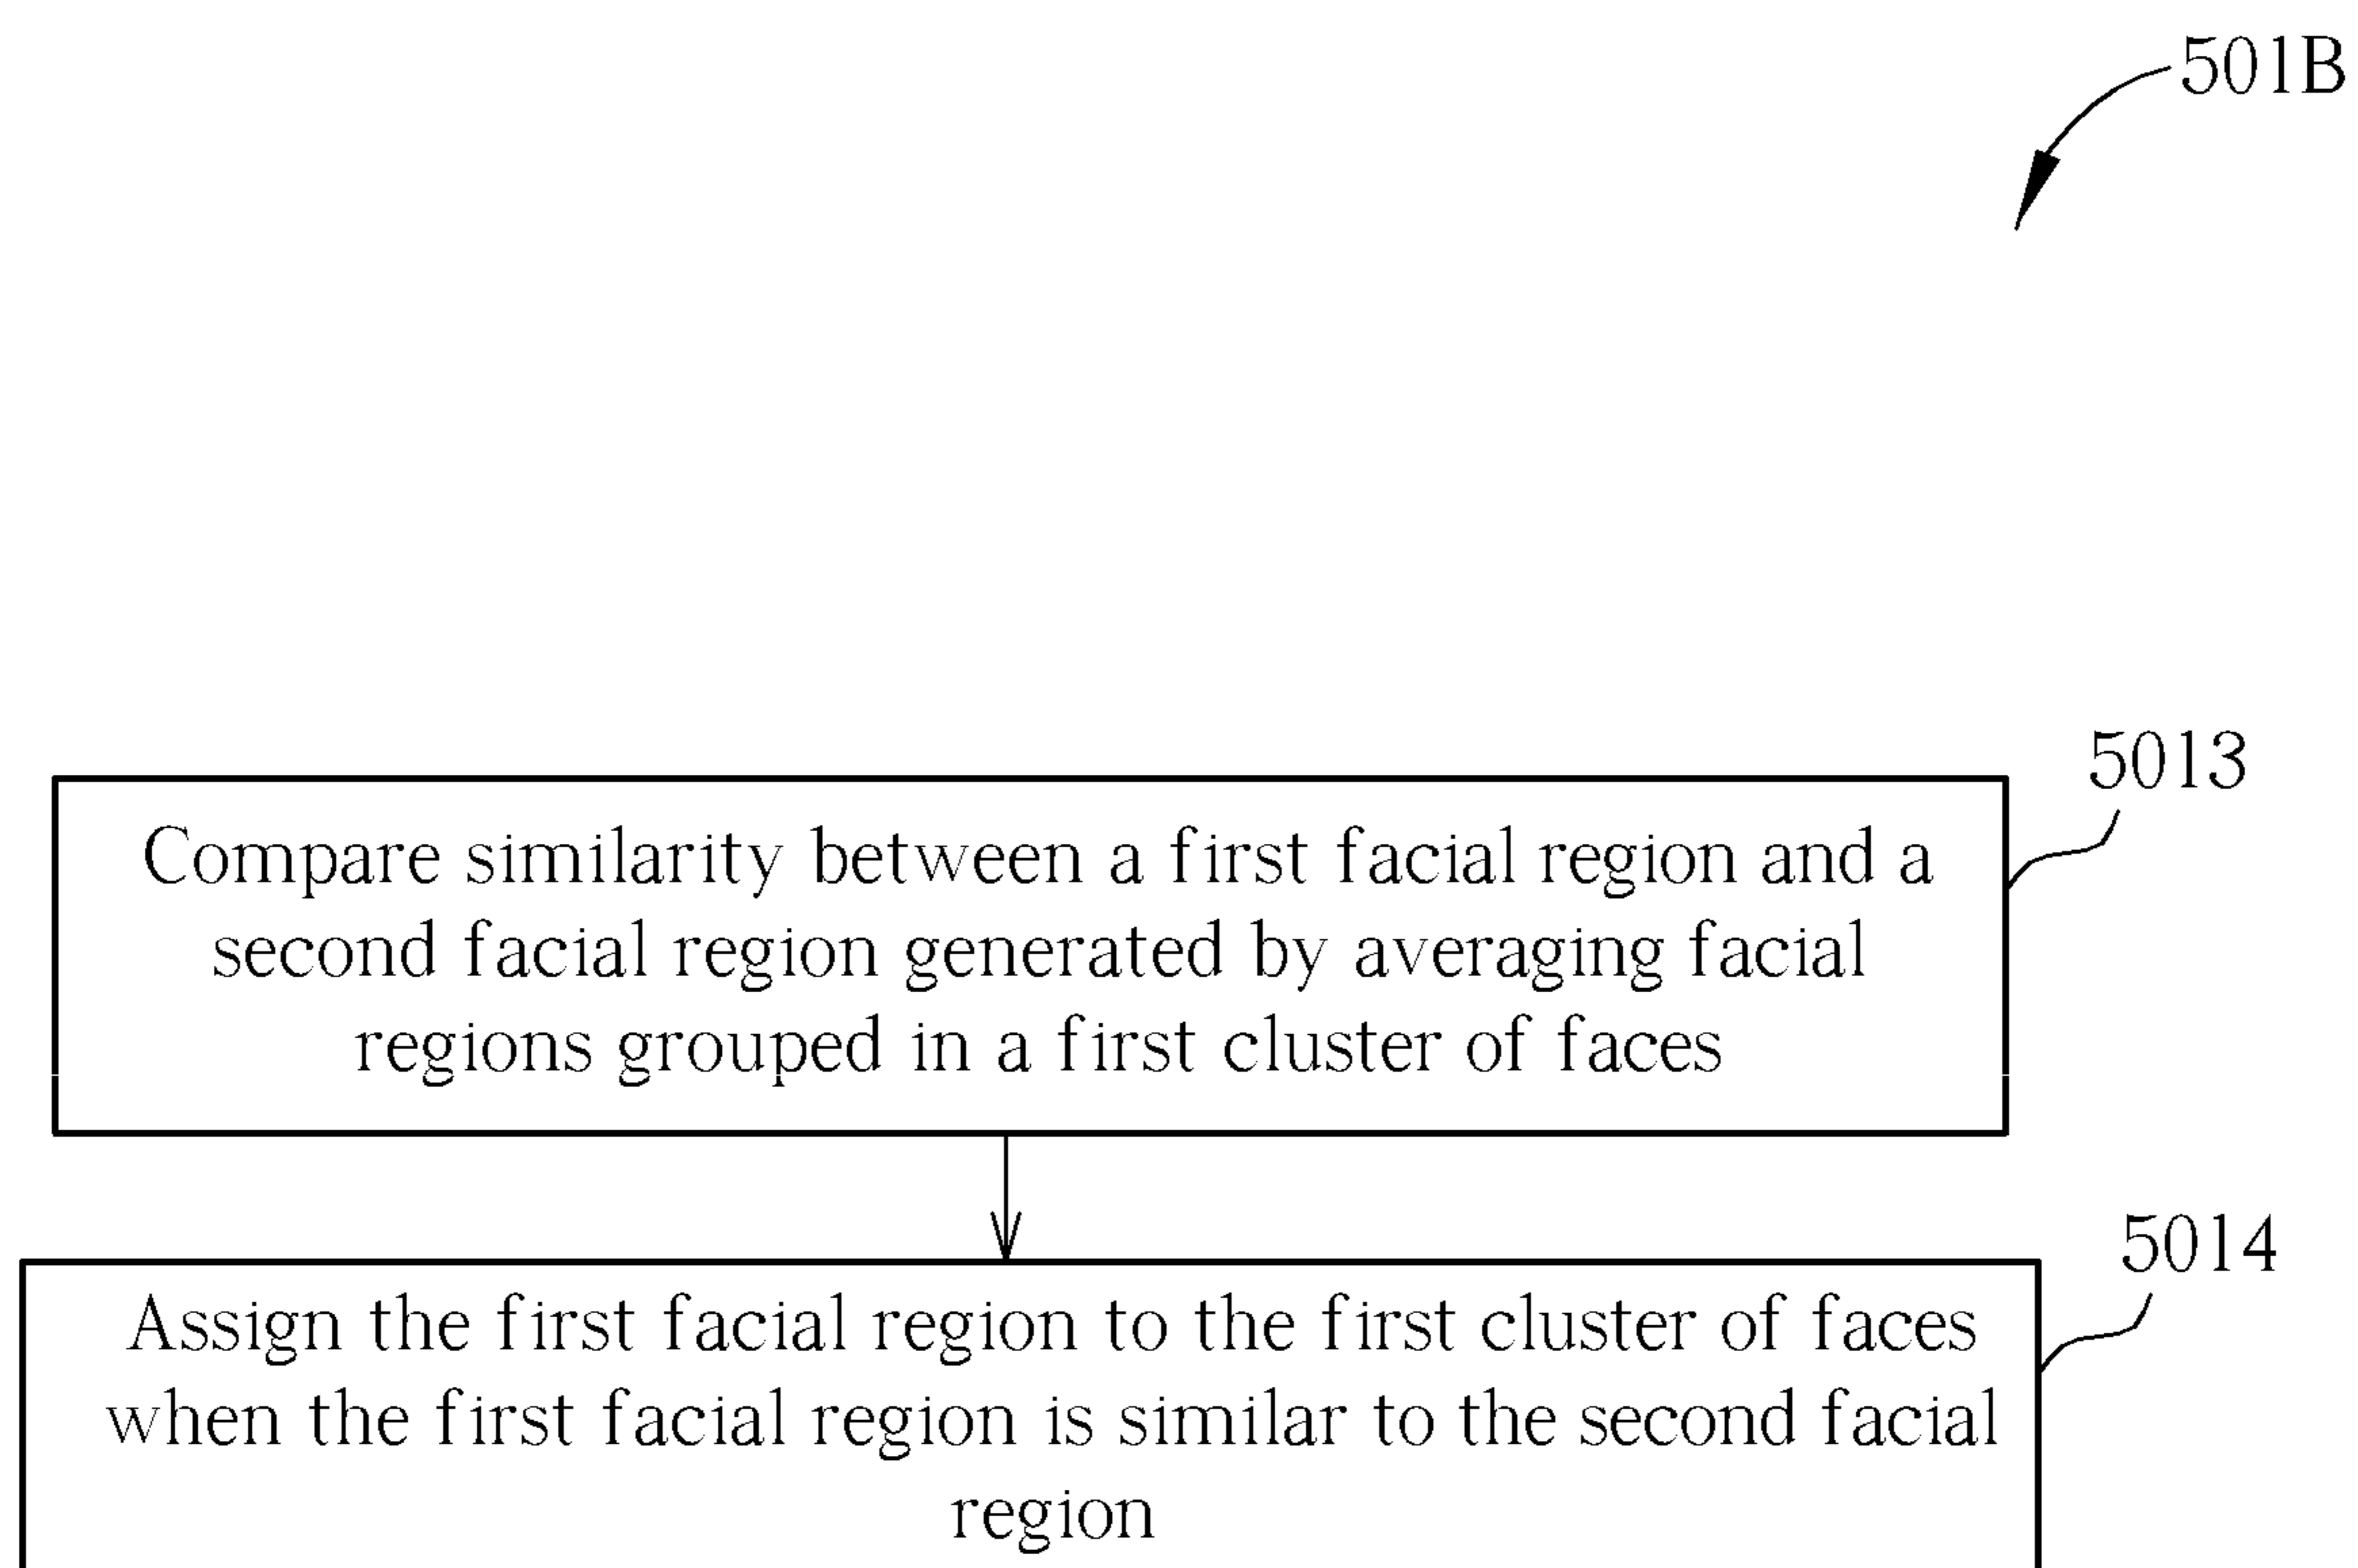 501B
5013
Compare similarity between a first facial region and a
second facial region generated by averaging facial
regions grouped in a first cluster of faces
5014
Assign the first facial region to the first cluster of faces
when the first facial region is similar to the second facial
region